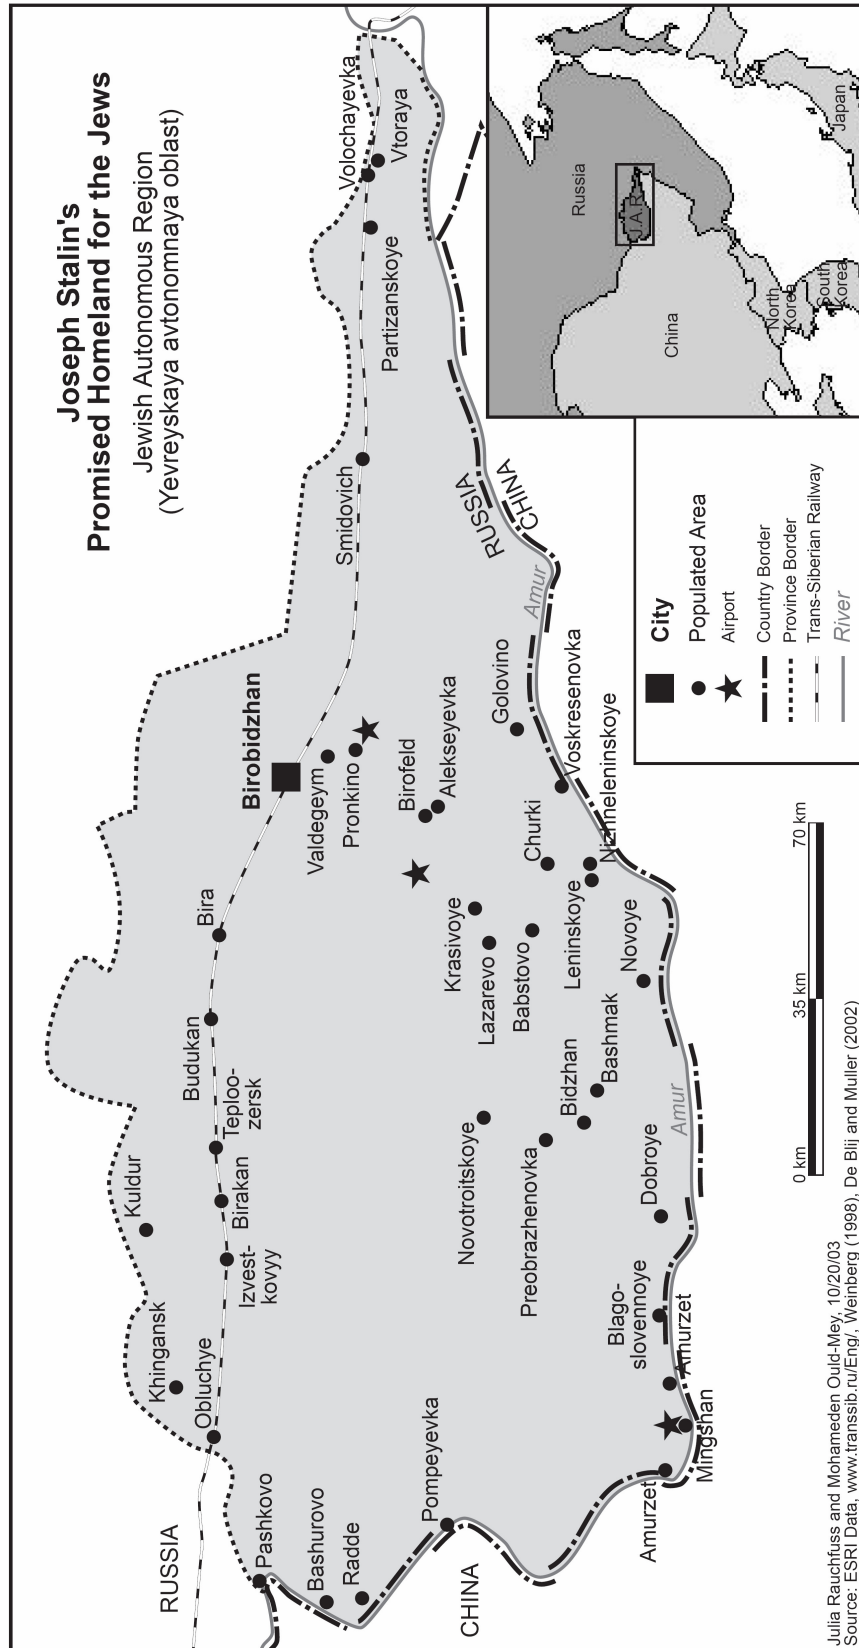 Joseph Stalin's
Promised Homeland for the Jews
Jewish Autonomous Region
(Yevreyskaya avtonomnaya oblast)
RUSSIA
Khingansk
Kuldur
Obluchye
Izvest-
kovyy
Birakan
Teploo-
zersk
Budukan
Bira
Birobidzhan
Valdegeym
Pronkino
Smidovich
Partizanskoye
Volochayevka
Vtoraya
Pashkovo
Bashurovo
Radde
Pompeyevka
CHINA
Birofeld
Alekseyevka
Krasivoye
Lazarevo
Babstovo
Churki
Golovino
Voskresenovka
Nizhneleninskoye
Leninskoye
Novoye
Novotroitskoye
Preobrazhenovka
Bidzhan
Bashmak
Dobroye
Blago-
slovennoye
Amurzet
Amurzet
Mingshan
Amur
Amur
RUSSIA
CHINA
Russia
J.A.R.
China
North
Korea
South
Korea
Japan
City
Populated Area
Airport
Country Border
Province Border
Trans-Siberian Railway
River
0 km
35 km
70 km
Julia Rauchfuss and Mohameden Ould-Mey, 10/20/03
Source: ESRI Data, www.transsib.ru/Eng/, Weinberg (1998), De Blij and Muller (2002)